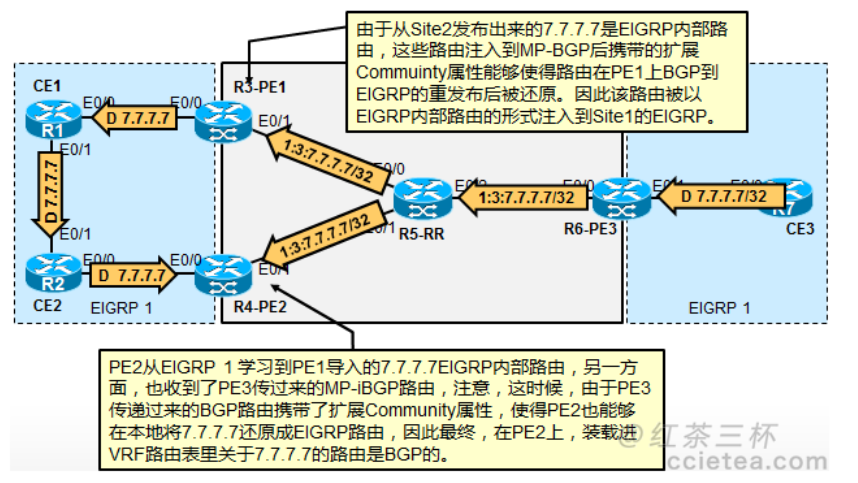 由于从Site2发布出来的7.7.7.7是EIGRP内部路
由，这些路由注入到MP-BGP后携带的扩展
Commuinty属性能够使得路由在PE1上BGP到
EIGRP的重发布后被还原。因此该路由被以
EIGRP内部路由的形式注入到Site1的EIGRP。
R3-PE1
CE1
E0/0
D 7.7.7.7
E0/0
R1
E0/1
E0/1
1:3:7.7.7.7/32
E0/0
D 7.7.7.7
1:3:7.7.7.7/32
E0/0
E0/1
D 7.7.7.7/32
R7
CE3
R5-RR
R6-PE3
E0/1
1:3:7.7.7.7/32
E0/1
E0/0
D 7.7.7.7
E0/0
R2
E0/1
CE2
EIGRP 1
R4-PE2
EIGRP 1
PE2从EIGRP 1 学习到PE1导入的7.7.7.7EIGRP内部路由，另一方
面，也收到了PE3传过来的MP-iBGP路由，注意，这时候，由于PE3
传递过来的BGP路由携带了扩展Community属性，使得PE2也能够
在本地将7.7.7.7还原成EIGRP路由，因此最终，在PE2上，装载进
VRF路由表里关于7.7.7.7的路由是BGP的。
@红茶三杯
ccietea.com